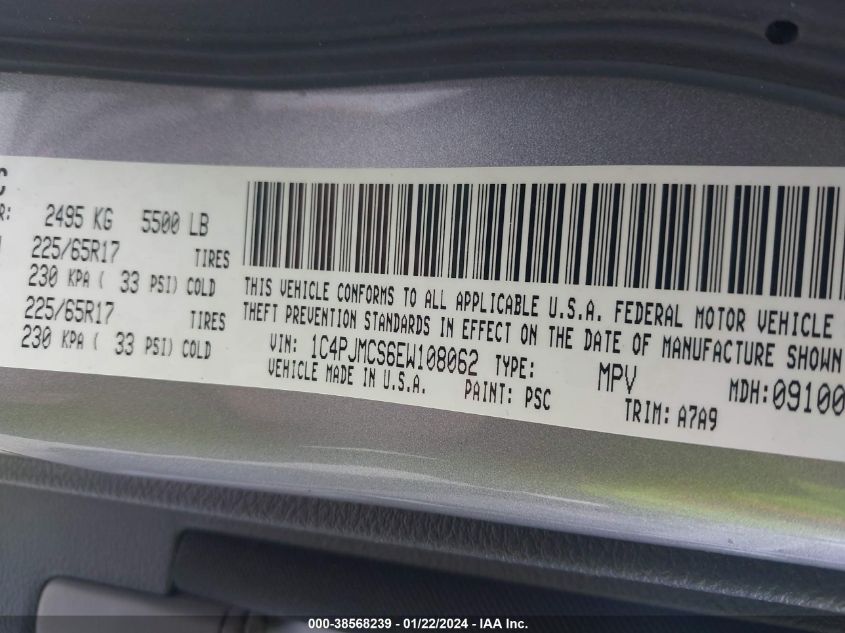 C
R: 2495 KG 5500 LB
225/65R17 TIRES
230 KPA ( 33 PSI) COLD
225/65R17 TIRES
230 KPA ( 33 PSI) COLD
THIS VEHICLE CONFORMS TO ALL APPLICABLE U.S.A. FEDERAL MOTOR VEHICLE
THEFT PREVENTION STANDARDS IN EFFECT ON THE DATE OF MANUFACTURE SHOWN
VIN: 1C4PJMCS6EW108062 TYPE: MPV MDH:09100
VEHICLE MADE IN U.S.A. PAINT: PSC TRIM: A7A9
000-38568239 - 01/22/2024 - IAA Inc.